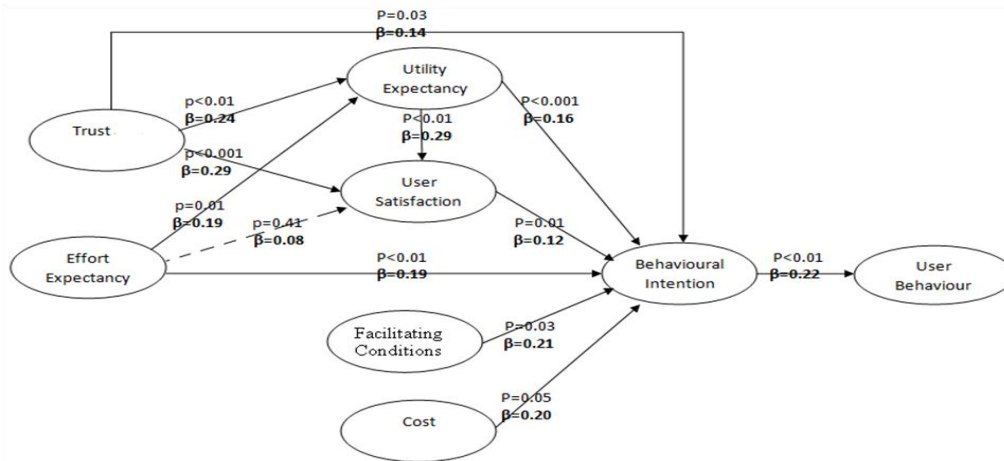 P=0.03
β=0.14
Utility
Expectancy
p<0.01
β=0.24
P<0.001
β=0.16
Trust
P<0.01
β=0.29
p<0.001
β=0.29
User
Satisfaction
p=0.01
β=0.19
p=0.41
β=0.08
P=0.01
β=0.12
Effort
Expectancy
P<0.01
β=0.19
Behavioural
Intention
P<0.01
β=0.22
User
Behaviour
Facilitating
Conditions
P=0.03
β=0.21
P=0.05
β=0.20
Cost